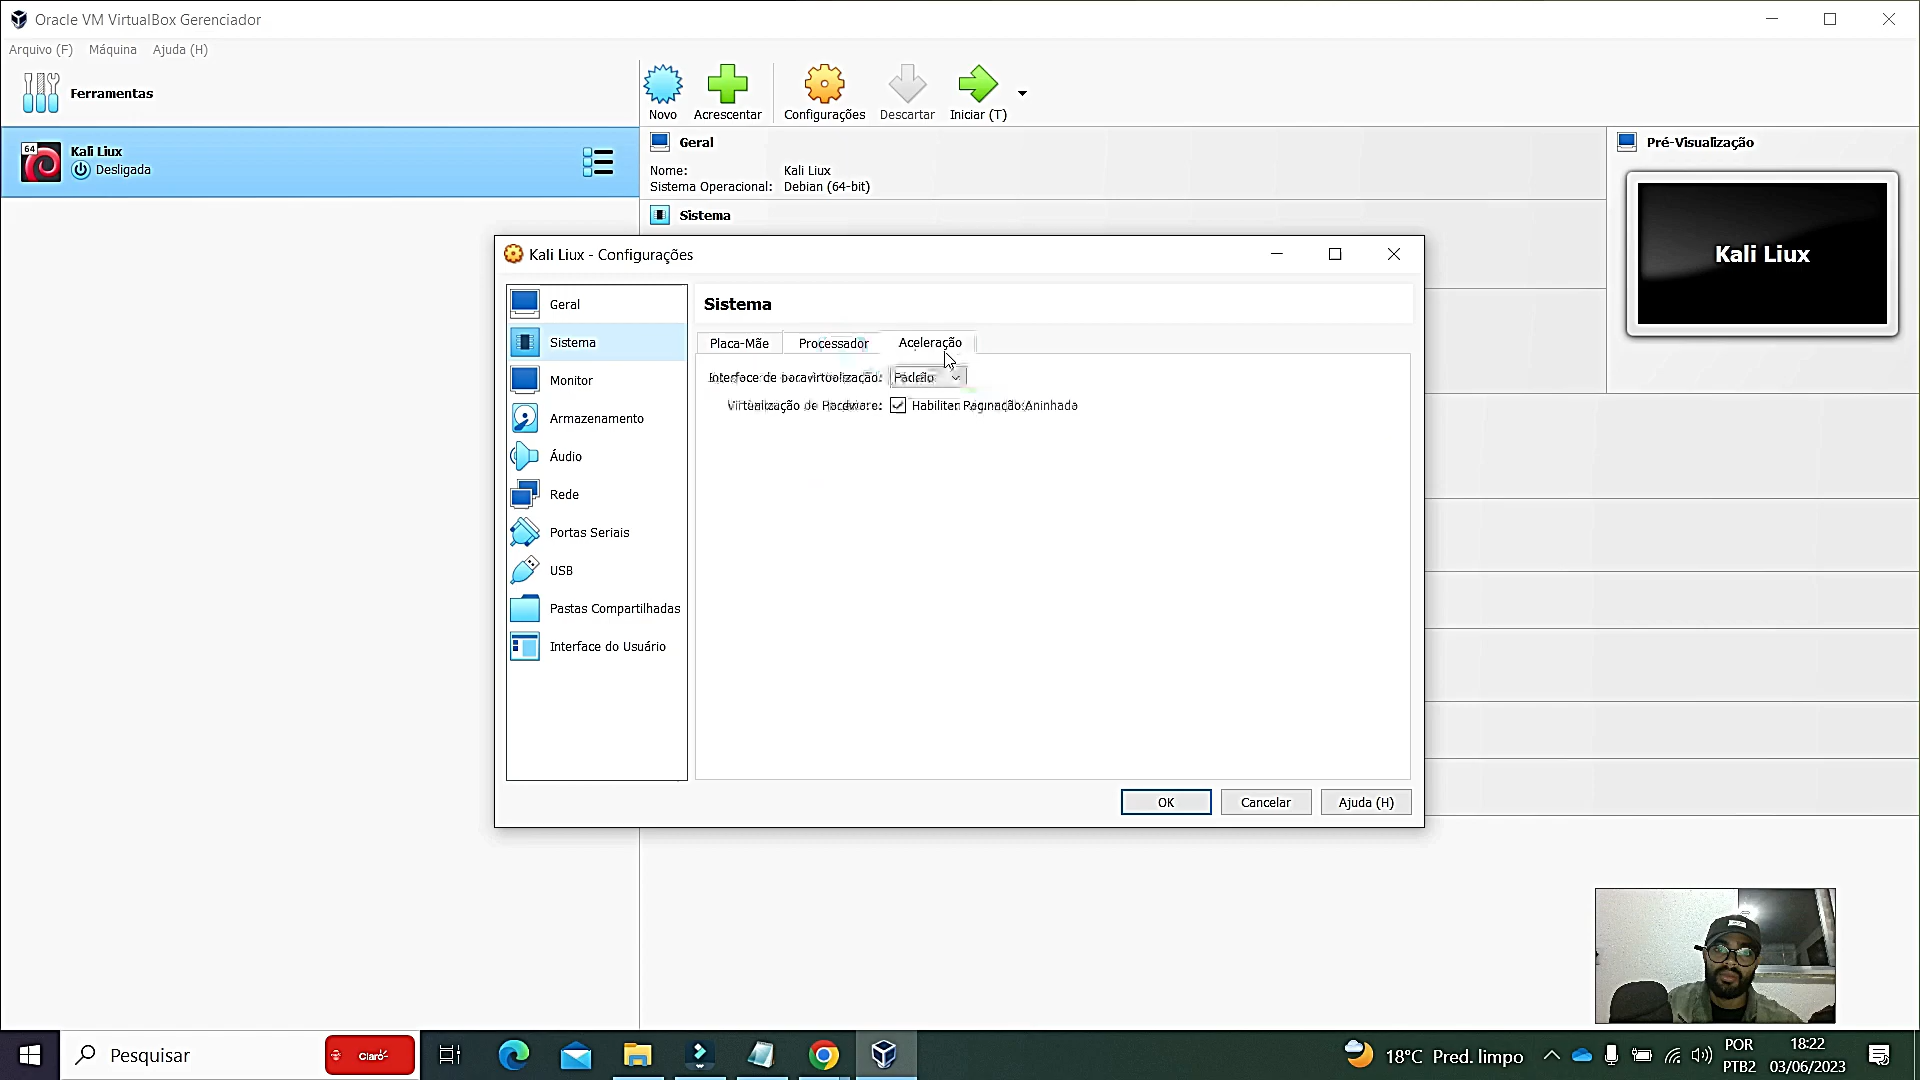 Oracle VM VirtualBox Gerenciador
Arquivo (F) Máquina Ajuda (H)
Ferramentas
Novo Acrescentar Configurações Descartar Iniciar (T)
64
Kali Liux
Desligada
Geral
Nome: Kali Liux
Sistema Operacional: Debian (64-bit)
Sistema
Pré-Visualização
Kali Liux
Kali Liux - Configurações
Geral
Sistema
Monitor
Armazenamento
Áudio
Rede
Portas Seriais
USB
Pastas Compartilhadas
Interface do Usuário
Sistema
Placa-Mãe Processador Aceleração
Interface de paravirtualização: Padrão
Virtualização de Hardware: Habilitar Paginação Aninhada
OK Cancelar Ajuda (H)
Pesquisar
Claro
18°C Pred. limpo
POR
PTB2
18:22
03/06/2023